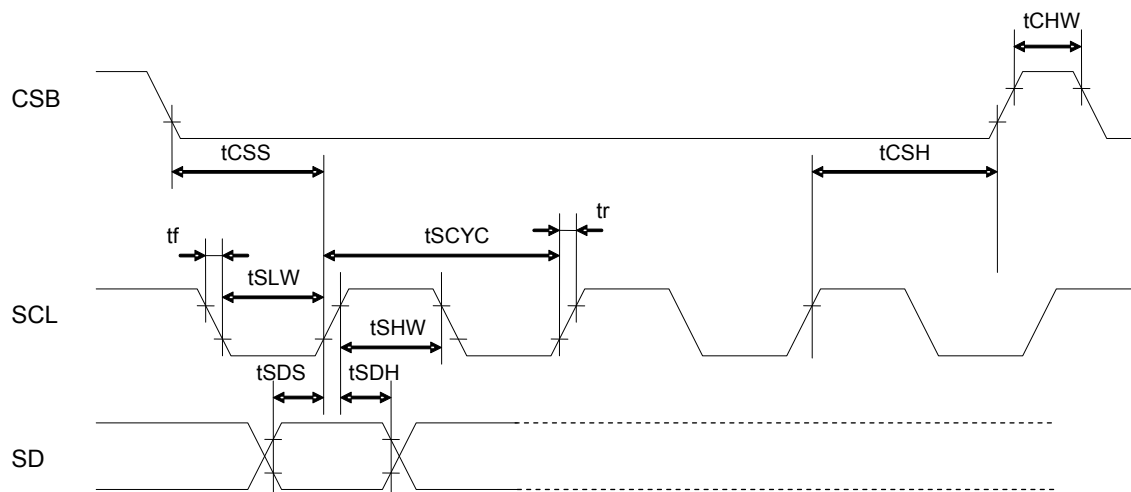 tCHW
CSB
tCSS
tCSH
tf
tSLW
tSCYC
tr
SCL
tSHW
tSDS
tSDH
SD